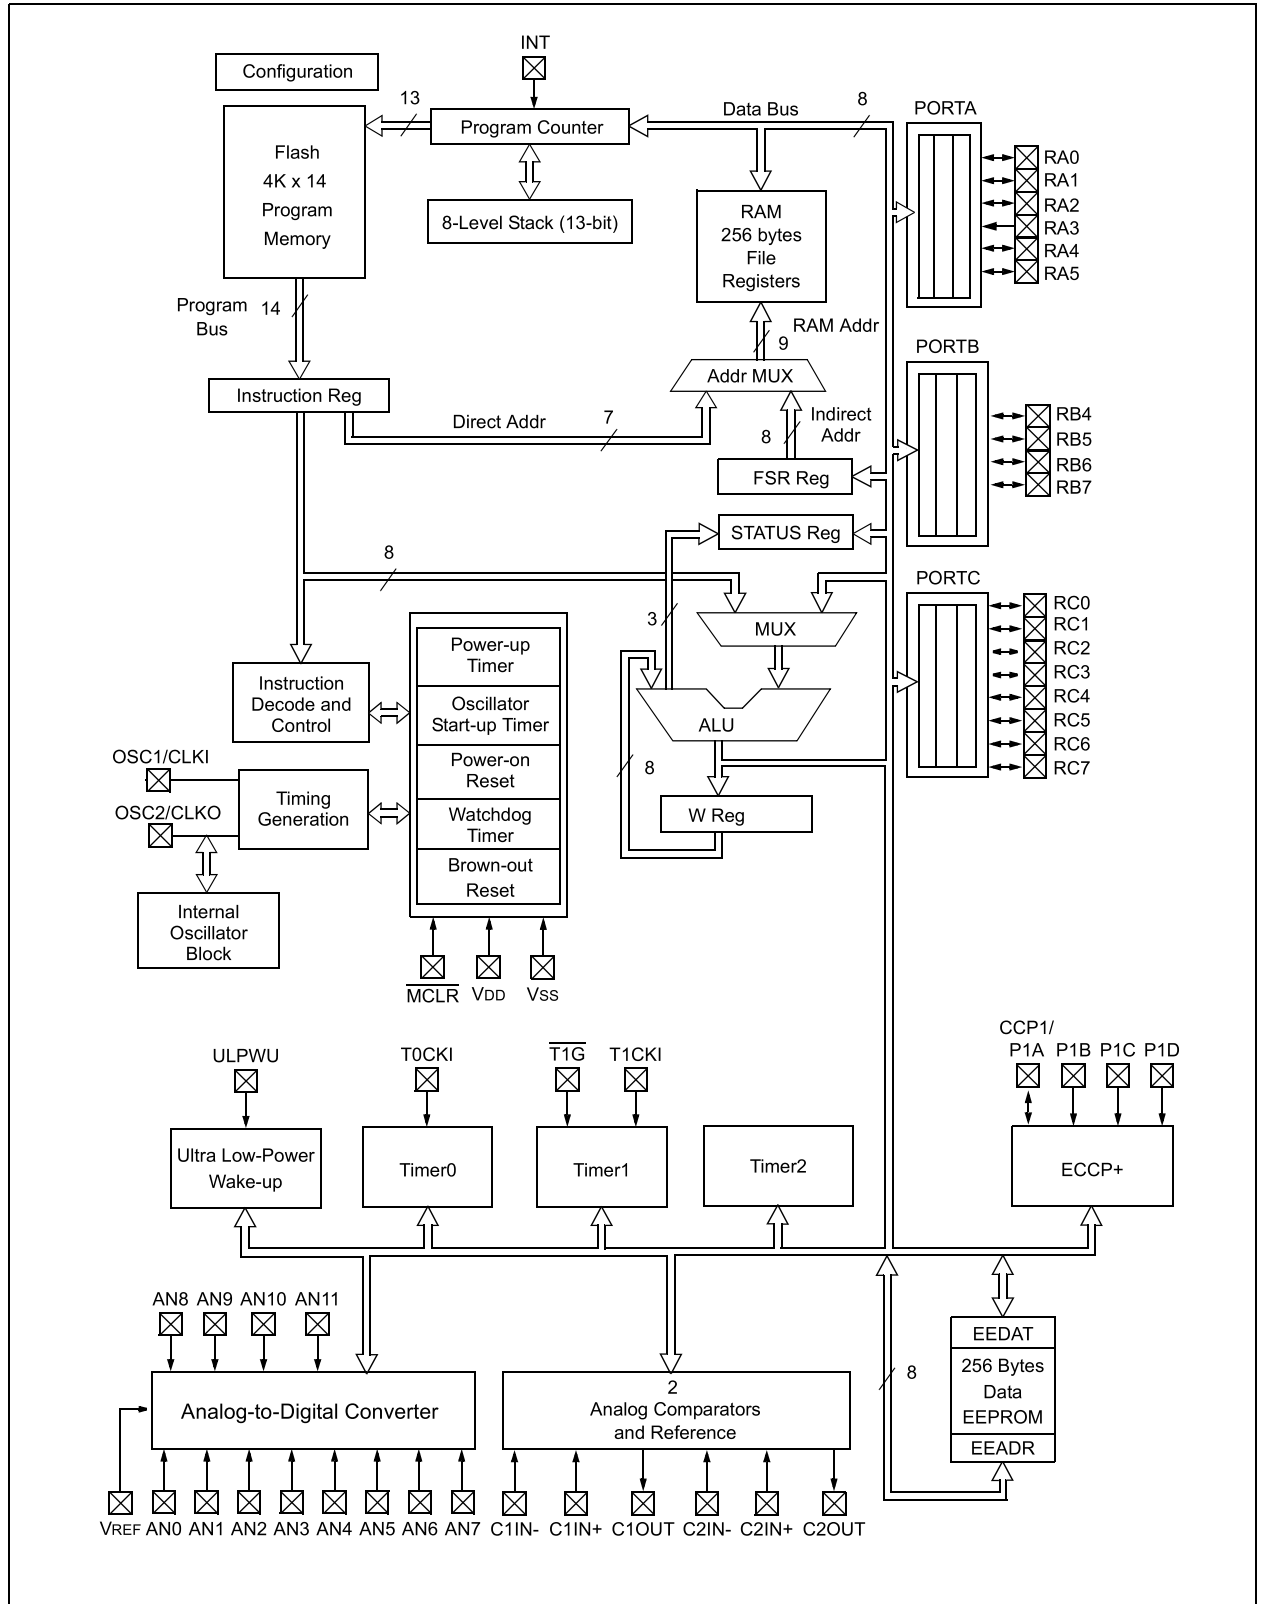 INT
Configuration
13
Program Counter
Data Bus
8
PORTA
Flash
4K x 14
Program
Memory
8-Level Stack (13-bit)
RAM
256 bytes
File
Registers
RA0
RA1
RA2
RA3
RA4
RA5
Program
Bus
14
RAM Addr
9
PORTB
Addr MUX
Instruction Reg
Direct Addr
7
Indirect
Addr
8
FSR Reg
RB4
RB5
RB6
RB7
STATUS Reg
8
PORTC
3
MUX
RC0
RC1
RC2
RC3
RC4
RC5
RC6
RC7
Power-up
Timer
Instruction
Decode and
Control
Oscillator
Start-up Timer
ALU
OSC1/CLKI
Power-on
Reset
8
OSC2/CLKO
Timing
Generation
Watchdog
Timer
W Reg
Brown-out
Reset
Internal
Oscillator
Block
MCLR
VDD
VSS
CCP1/
P1A
P1B
P1C
P1D
ULPWU
T0CKI
T1G
T1CKI
Ultra Low-Power
Wake-up
Timer0
Timer1
Timer2
ECCP+
AN8
AN9
AN10
AN11
EEDAT
256 Bytes
Data
EEPROM
EEADR
8
Analog-to-Digital Converter
2
Analog Comparators
and Reference
VREF
AN0
AN1
AN2
AN3
AN4
AN5
AN6
AN7
C1IN-
C1IN+
C1OUT
C2IN-
C2IN+
C2OUT